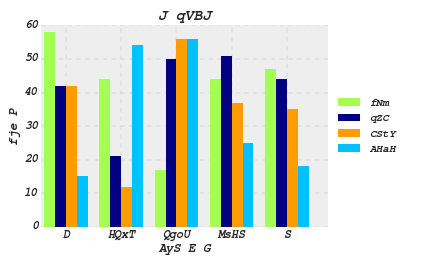 J qVBJ
60
50
40
30
20
10
0
fje P
D HQxT QgoU MsHS S
AyS E G
fNm
qZC
CStY
AHaH